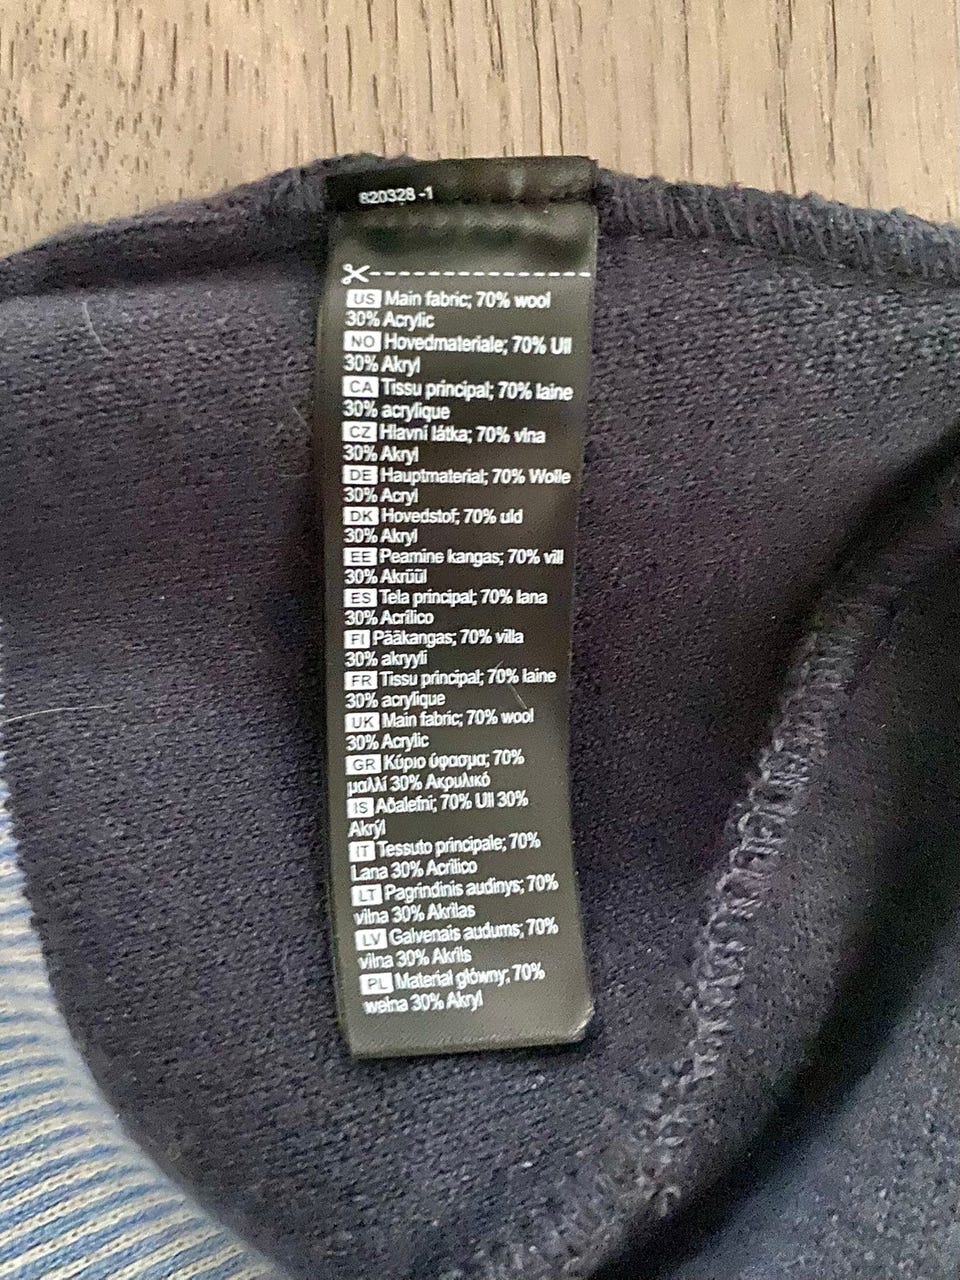 820328 -1
US Main fabric; 70% wool
30% Acrylic
NO Hovedmateriale; 70% Ull
30% Akryl
CA Tissu principal; 70% laine
30% acrylique
CZ Hlavní látka; 70% vlna
30% Akryl
DE Hauptmaterial; 70% Wolle
30% Acryl
DK Hovedstof; 70% uld
30% Akryl
EE Peamine kangas; 70% vill
30% Akrüül
ES Tela principal; 70% lana
30% Acrílico
FI Pääkangas; 70% villa
30% akryyli
FR Tissu principal; 70% laine
30% acrylique
UK Main fabric; 70% wool
30% Acrylic
GR Κύριο ύφασμα; 70%
μαλλί 30% Ακρυλικό
IS Aðalefni; 70% Ull 30%
Akrýl
IT Tessuto principale; 70%
Lana 30% Acrilico
LT Pagrindinis audinys; 70%
vilna 30% Akrilas
LV Galvenais audums; 70%
vilna 30% Akrils
PL Materiał główny; 70%
wełna 30% Akryl